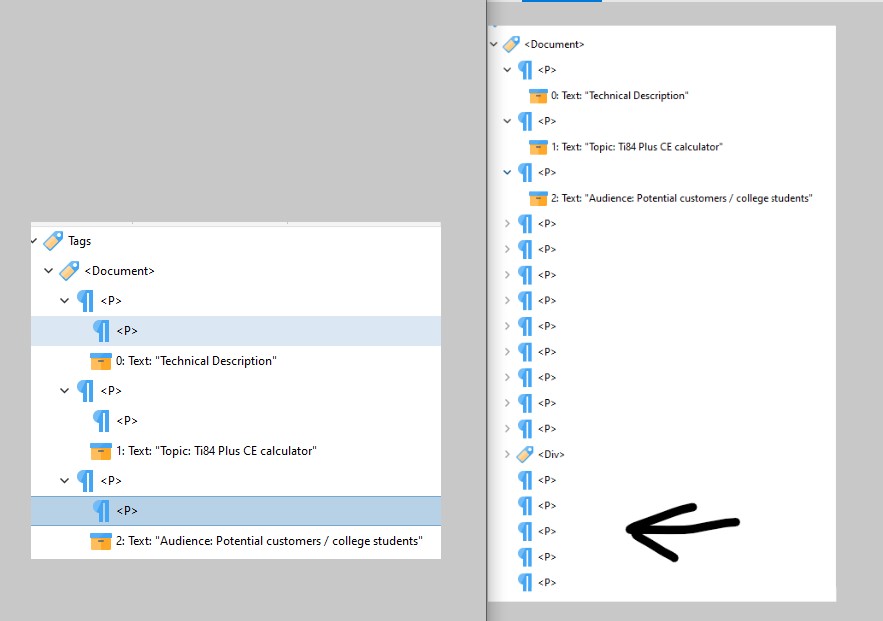 Tags
<Document>
<P>
<P>
0: Text: "Technical Description"
<P>
<P>
1: Text: "Topic: Ti84 Plus CE calculator"
<P>
<P>
2: Text: "Audience: Potential customers / college students"
<Document>
<P>
0: Text: "Technical Description"
<P>
1: Text: "Topic: Ti84 Plus CE calculator"
<P>
2: Text: "Audience: Potential customers / college students"
<P>
<P>
<P>
<P>
<P>
<P>
<P>
<P>
<P>
<Div>
<P>
<P>
<P>
<P>
<P>